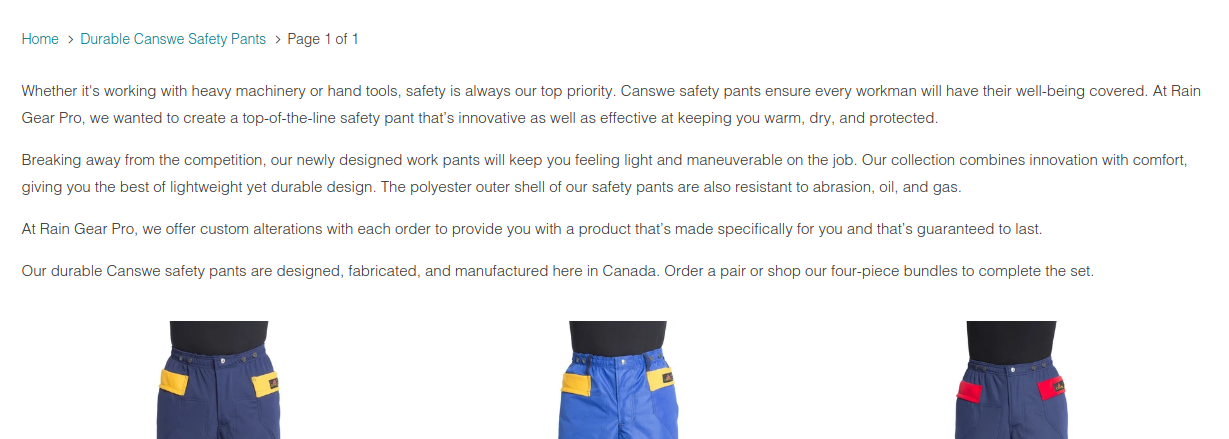 Home > Durable Canswe Safety Pants > Page 1 of 1
Whether it's working with heavy machinery or hand tools, safety is always our top priority. Canswe safety pants ensure every workman will have their well-being covered. At Rain
Gear Pro, we wanted to create a top-of-the-line safety pant that's innovative as well as effective at keeping you warm, dry, and protected.
Breaking away from the competition, our newly designed work pants will keep you feeling light and maneuverable on the job. Our collection combines innovation with comfort,
giving you the best of lightweight yet durable design. The polyester outer shell of our safety pants are also resistant to abrasion, oil, and gas.
At Rain Gear Pro, we offer custom alterations with each order to provide you with a product that's made specifically for you and that's guaranteed to last.
Our durable Canswe safety pants are designed, fabricated, and manufactured here in Canada. Order a pair or shop our four-piece bundles to complete the set.